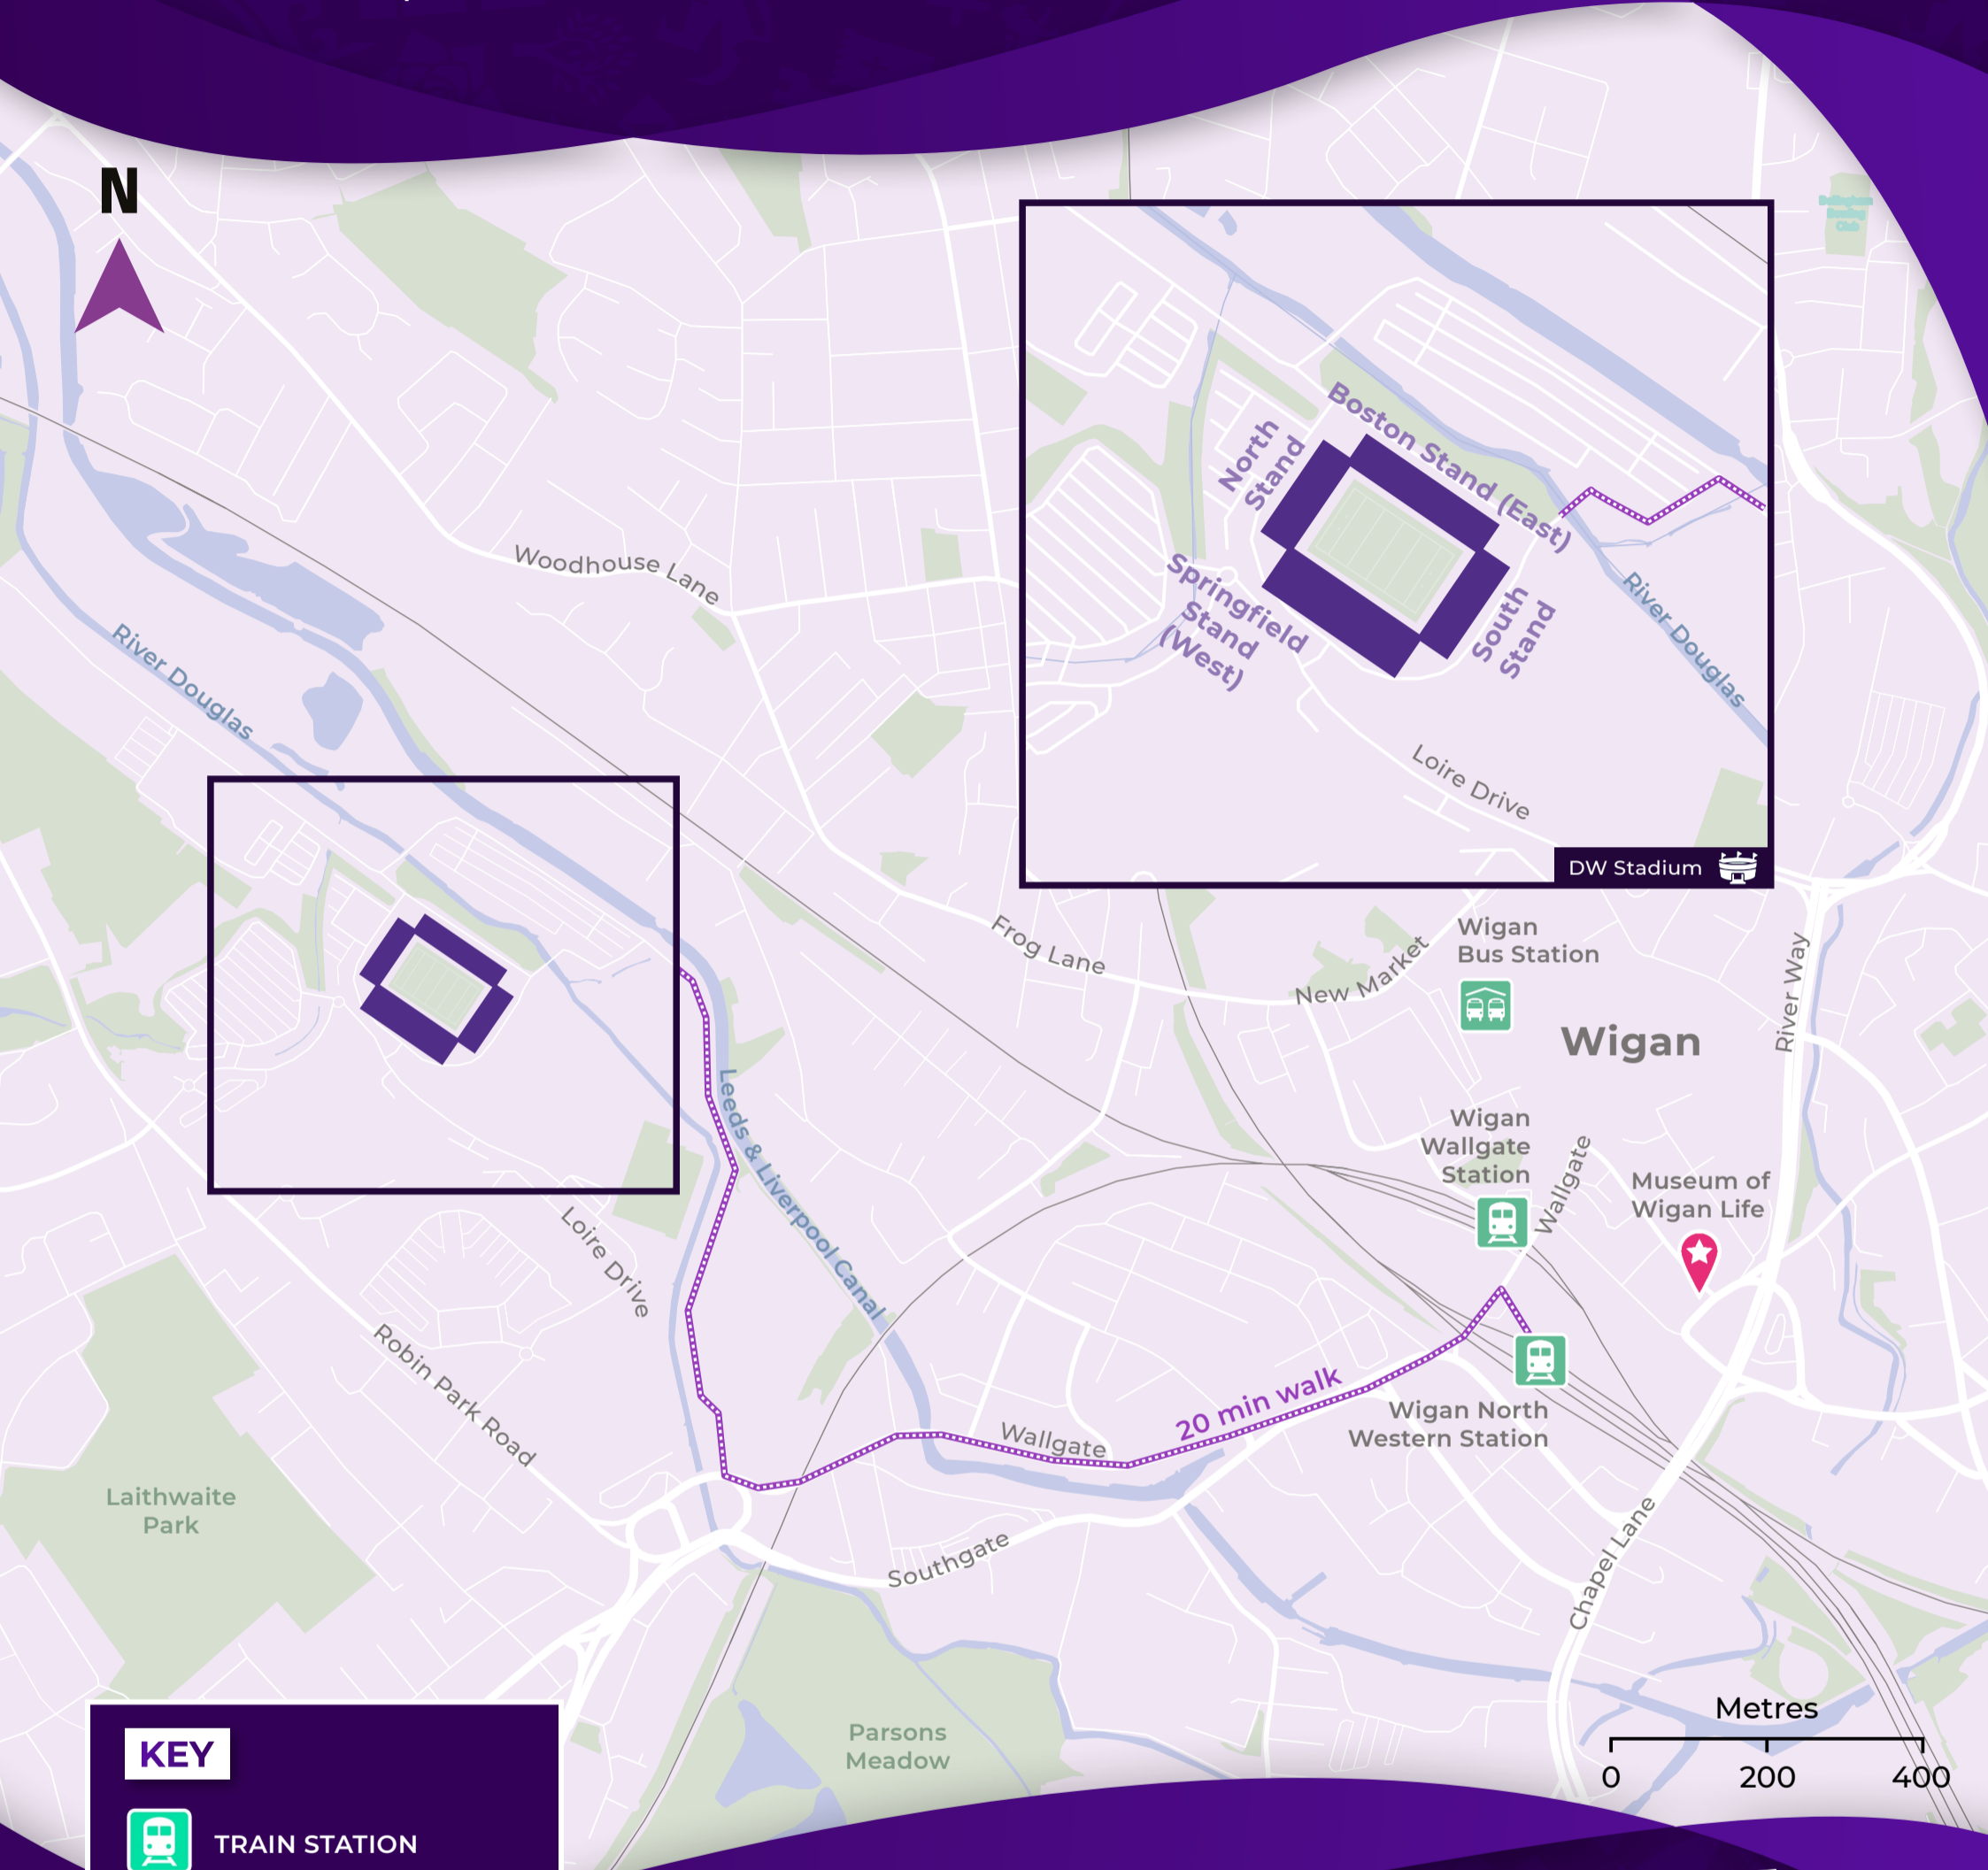 N
Woodhouse Lane
River Douglas
North
Stand
Boston Stand (East)
Springfield
Stand
(West)
South
Stand
River Douglas
Loire Drive
DW Stadium
Frog Lane
New Market
Wigan
Bus Station
Wigan
River Way
Leeds & Liverpool Canal
Wigan
Wallgate
Station
Wallgate
Museum of
Wigan Life
Loire Drive
Robin Park Road
20 min walk
Wallgate
Wigan North
Western Station
Laithwaite
Park
Southgate
Chapel Lane
Parsons
Meadow
Metres
0 200 400
KEY
TRAIN STATION